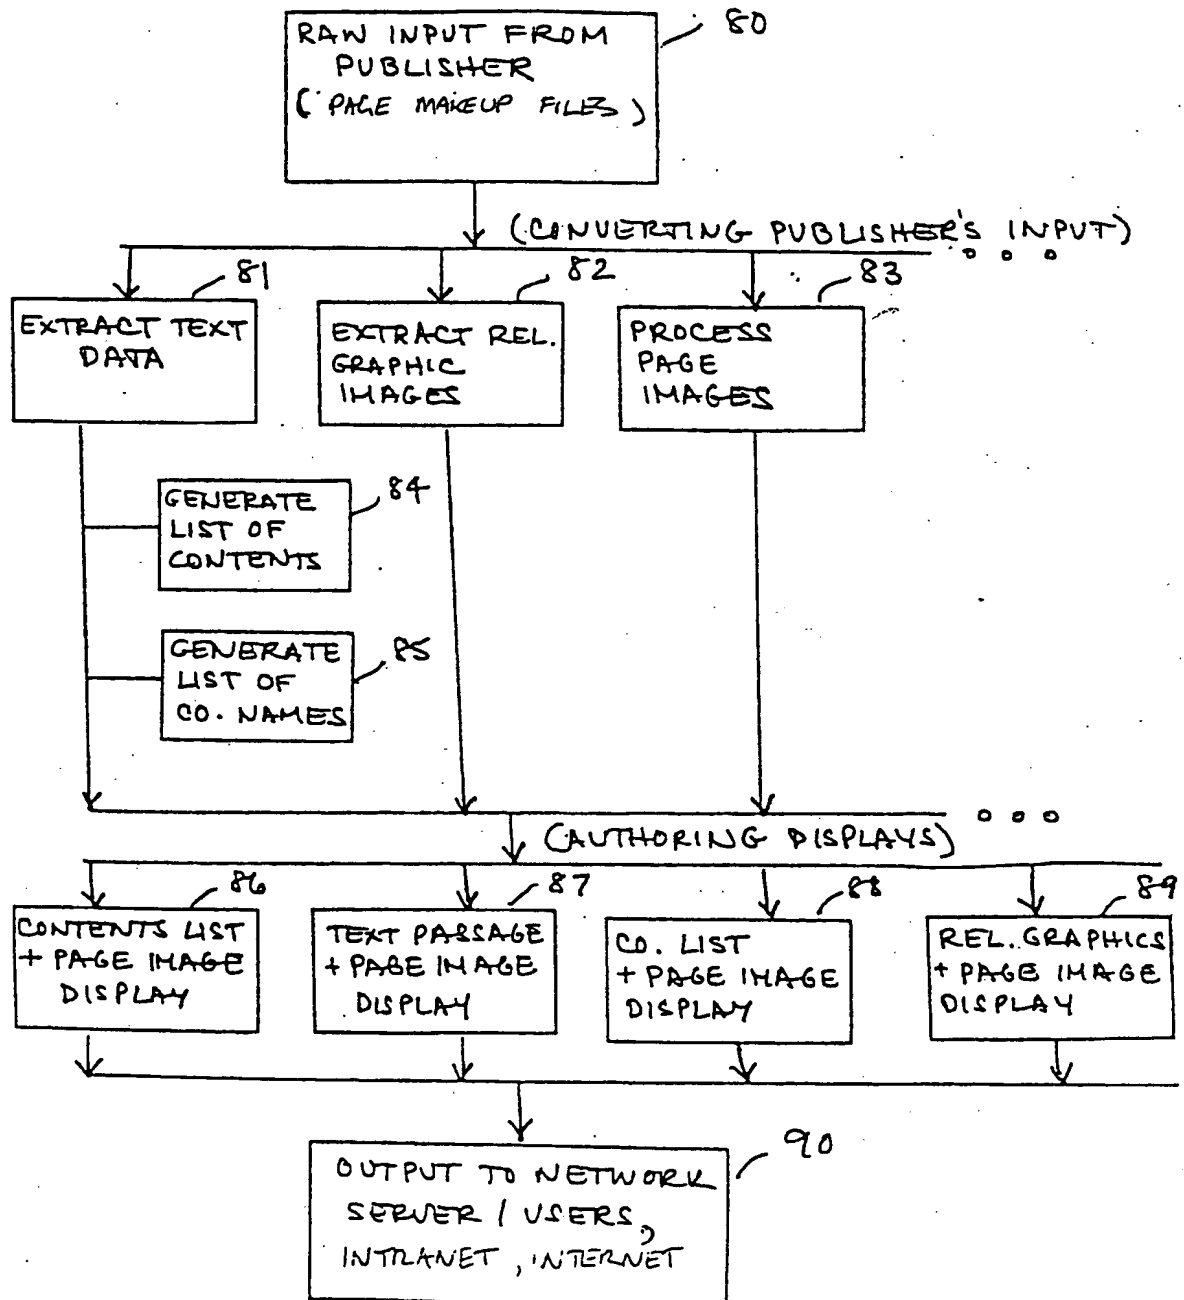 RAW INPUT FROM
PUBLISHER
(PAGE MAKEUP FILES)
80
(CONVERTING PUBLISHER'S INPUT)
81
EXTRACT TEXT
DATA
82
EXTRACT REL.
GRAPHIC
IMAGES
83
PROCESS
PAGE
IMAGES
84
GENERATE
LIST OF
CONTENTS
85
GENERATE
LIST OF
CO. NAMES
(AUTHORING DISPLAYS)
86
CONTENTS LIST
+ PAGE IMAGE
DISPLAY
87
TEXT PASSAGE
+ PAGE IMAGE
DISPLAY
88
CO. LIST
+ PAGE IMAGE
DISPLAY
89
REL. GRAPHICS
+ PAGE IMAGE
DISPLAY
90
OUTPUT TO NETWORK
SERVER / USERS,
INTRANET, INTERNET